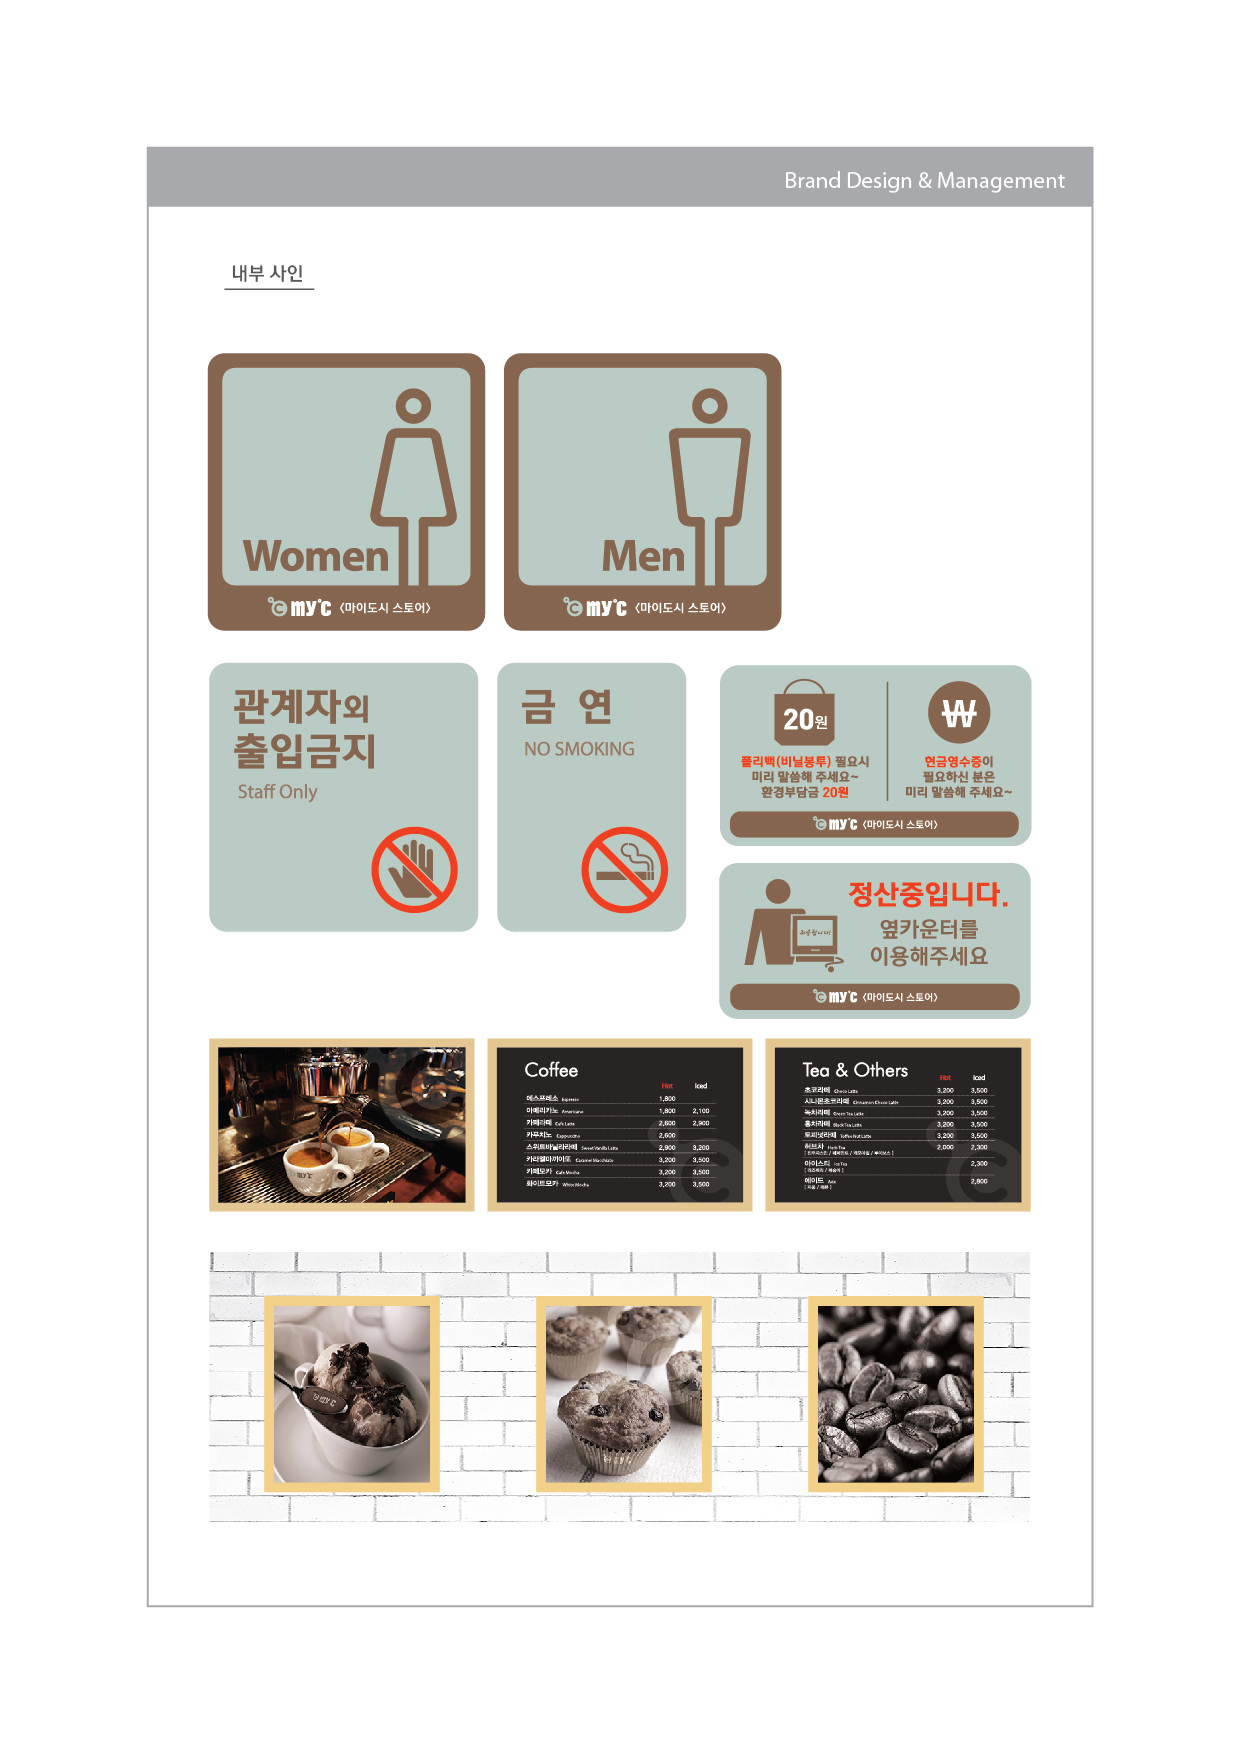 Brand Design & Management
내부 사인
Women
my°c 〈마이도시 스토어〉
Men
my°c 〈마이도시 스토어〉
관계자외
출입금지
Staff Only
금 연
NO SMOKING
20원
폴리백(비닐봉투) 필요시
미리 말씀해 주세요~
환경부담금 20원
₩
현금영수증이
필요하신 분은
미리 말씀해 주세요~
my°c 〈마이도시 스토어〉
정산중입니다.
옆카운터를
이용해주세요
my°c 〈마이도시 스토어〉
my°c
Coffee
Hot Iced
에스프레소 Espresso 1,800
아메리카노 Americano 1,800 2,100
카페라떼 Cafe Latte 2,600 2,900
카푸치노 Cappuccino 2,600
스위트바닐라라떼 Sweet Vanilla Latte 2,900 3,200
카라멜마끼아또 Caramel Macchiato 3,200 3,500
카페모카 Cafe Mocha 3,200 3,500
화이트모카 White Mocha 3,200 3,500
Tea & Others
Hot Iced
초코라떼 Choco Latte 3,200 3,500
시나몬초코라떼 Cinnamon Choco Latte 3,200 3,500
녹차라떼 Green Tea Latte 3,200 3,500
홍차라떼 Black Tea Latte 3,200 3,500
토피넛라떼 Toffee Nut Latte 3,200 3,500
허브차 Herb Tea 2,000 2,300
아이스티 Ice Tea 2,300
에이드 Ade 2,800
my°c